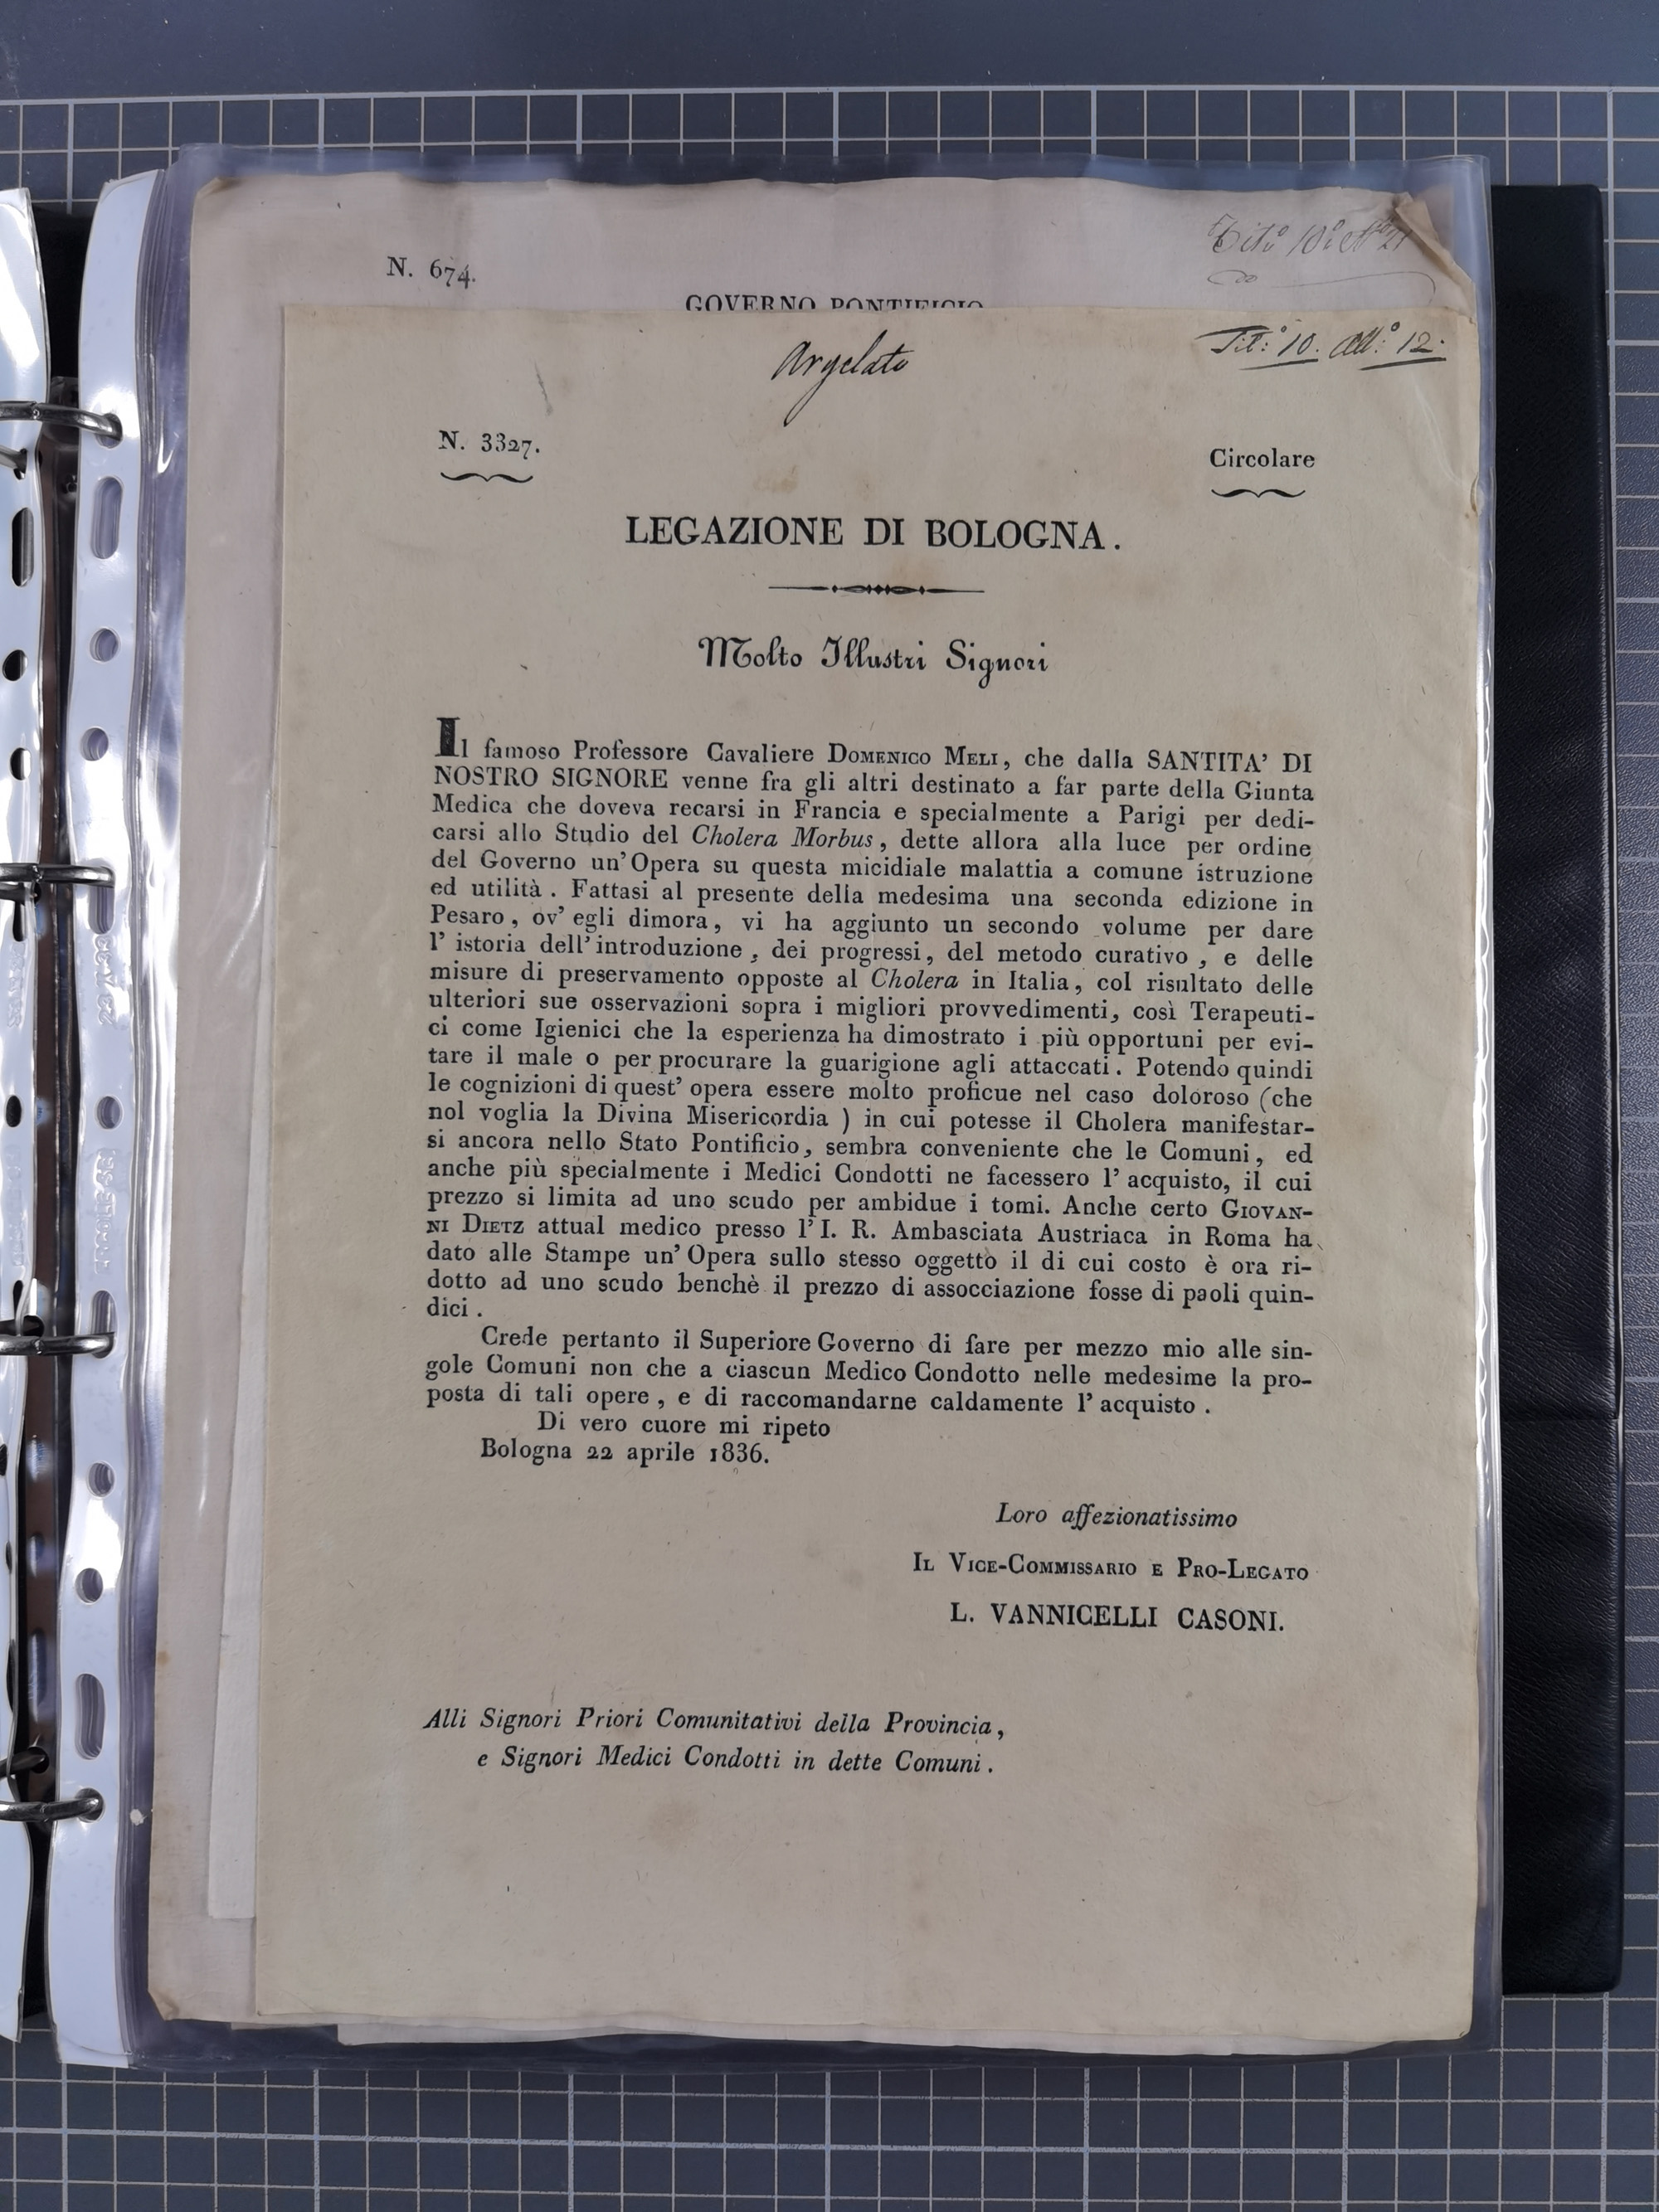 N. 674.
GOVERNO PONTIFICIO
Argelato
Tit:° 10. All:° 12.
N. 3327.
Circolare
LEGAZIONE DI BOLOGNA.
Molto Illustri Signori
Il famoso Professore Cavaliere DOMENICO MELI, che dalla SANTITA' DI
NOSTRO SIGNORE venne fra gli altri destinato a far parte della Giunta
Medica che doveva recarsi in Francia e specialmente a Parigi per dedi-
carsi allo Studio del Cholera Morbus, dette allora alla luce per ordine
del Governo un' Opera su questa micidiale malattia a comune istruzione
ed utilità. Fattasi al presente della medesima una seconda edizione in
Pesaro, ov' egli dimora, vi ha aggiunto un secondo volume per dare
l' istoria dell' introduzione, dei progressi, del metodo curativo, e delle
misure di preservamento opposte al Cholera in Italia, col risultato delle
ulteriori sue osservazioni sopra i migliori provvedimenti, così Terapeuti-
ci come Igienici che la esperienza ha dimostrato i più opportuni per evi-
tare il male o per procurare la guarigione agli attaccati. Potendo quindi
le cognizioni di quest' opera essere molto proficue nel caso doloroso (che
nol voglia la Divina Misericordia ) in cui potesse il Cholera manifestar-
si ancora nello Stato Pontificio, sembra conveniente che le Comuni, ed
anche più specialmente i Medici Condotti ne facessero l' acquisto, il cui
prezzo si limita ad uno scudo per ambidue i tomi. Anche certo GIOVAN-
NI DIETZ attual medico presso l' I. R. Ambasciata Austriaca in Roma ha
dato alle Stampe un' Opera sullo stesso oggetto il di cui costo è ora ri-
dotto ad uno scudo benchè il prezzo di assocciazione fosse di paoli quin-
dici.
Crede pertanto il Superiore Governo di fare per mezzo mio alle sin-
gole Comuni non che a ciascun Medico Condotto nelle medesime la pro-
posta di tali opere, e di raccomandarne caldamente l' acquisto.
Di vero cuore mi ripeto
Bologna 22 aprile 1836.
Loro affezionatissimo
IL VICE-COMMISSARIO E PRO-LEGATO
L. VANNICELLI CASONI.
Alli Signori Priori Comunitativi della Provincia,
e Signori Medici Condotti in dette Comuni.